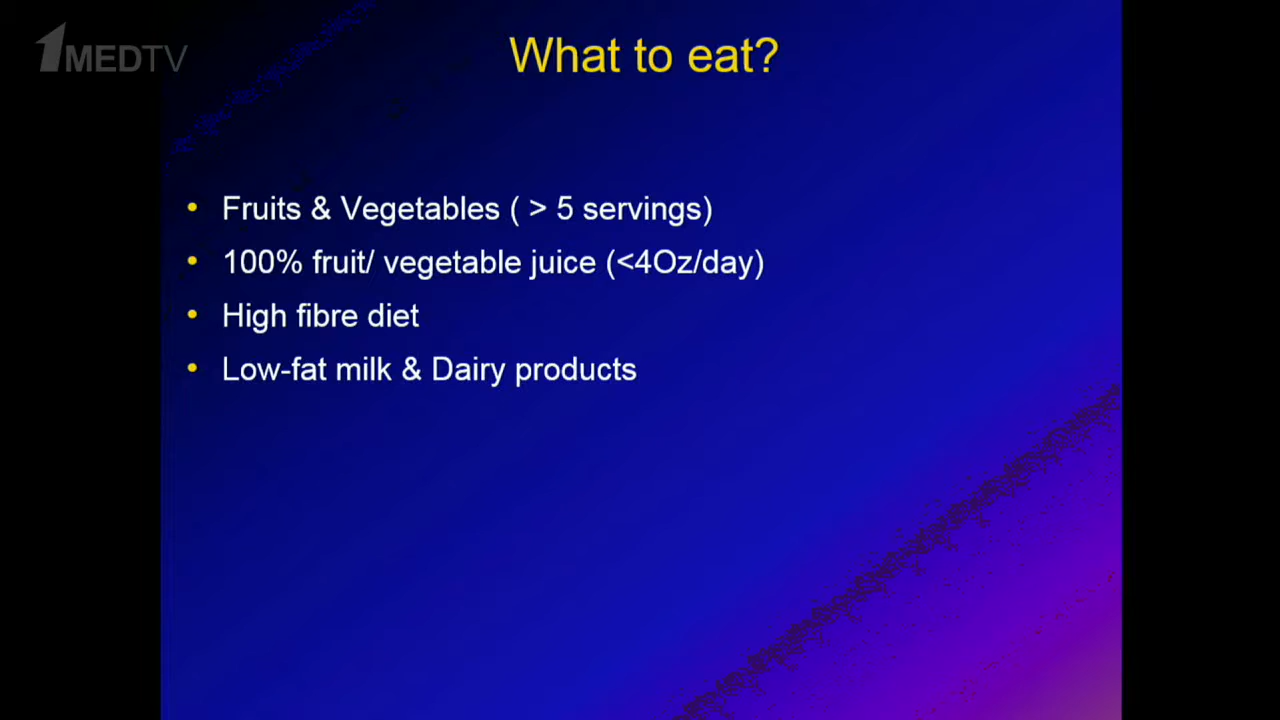 1MEDTV
What to eat?
• Fruits & Vegetables ( > 5 servings)
• 100% fruit/ vegetable juice (<4Oz/day)
• High fibre diet
• Low-fat milk & Dairy products